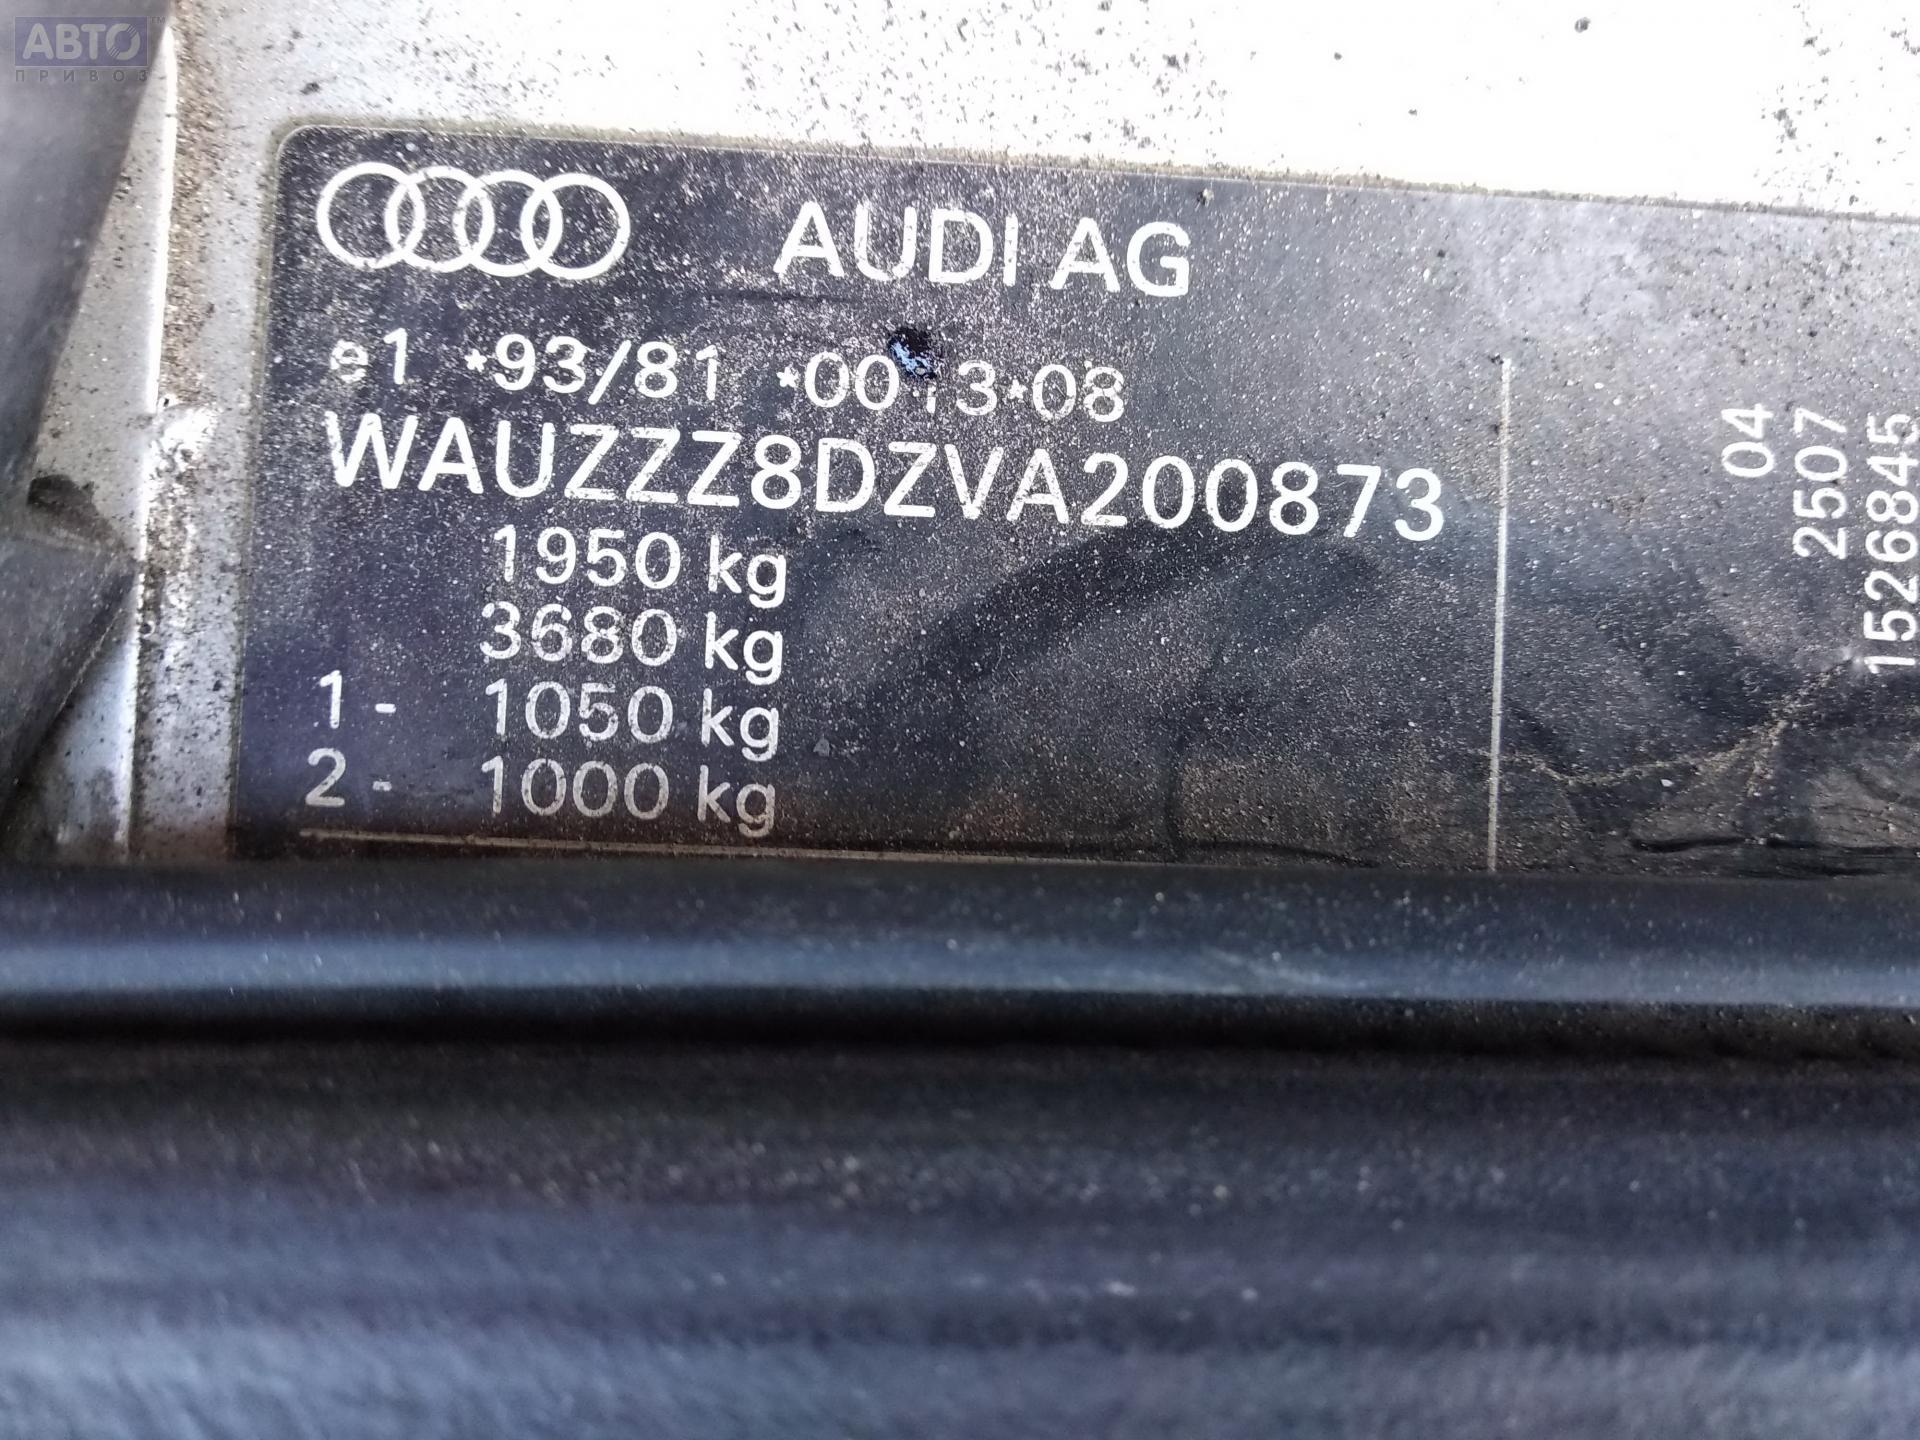 АВТО™
ПРИВОЗ
AUDI AG
e1 *93/81 *0013*08
WAUZZZ8DZVA200873
1950 kg
3680 kg
1- 1050 kg
2- 1000 kg
04
2507
1526845